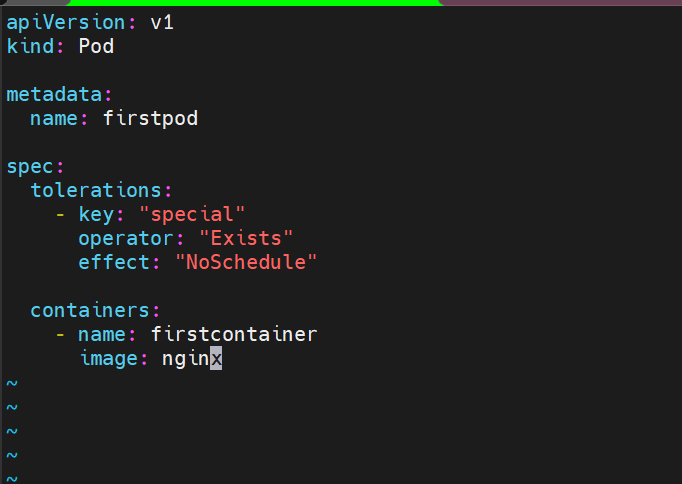 apiVersion: v1
kind: Pod
metadata:
  name: firstpod
spec:
  tolerations:
    - key: "special"
      operator: "Exists"
      effect: "NoSchedule"
  containers:
    - name: firstcontainer
      image: nginx
~
~
~
~
~